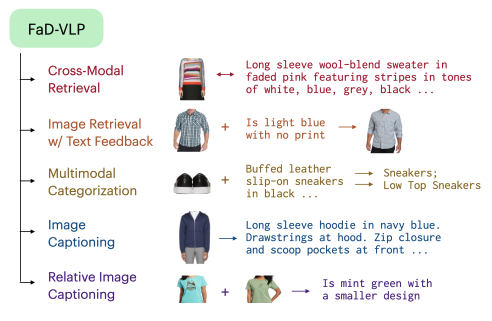 FaD-VLP
Cross-Modal
Retrieval
Long sleeve wool-blend sweater in
faded pink featuring stripes in tones
of white, blue, grey, black ...
Image Retrieval
w/ Text Feedback
+
Is light blue
with no print
Multimodal
Categorization
+
Buffed leather
slip-on sneakers
in black ...
Sneakers;
Low Top Sneakers
Image
Captioning
Long sleeve hoodie in navy blue.
Drawstrings at hood. Zip closure
and scoop pockets at front ...
Relative Image
Captioning
+
Is mint green with
a smaller design